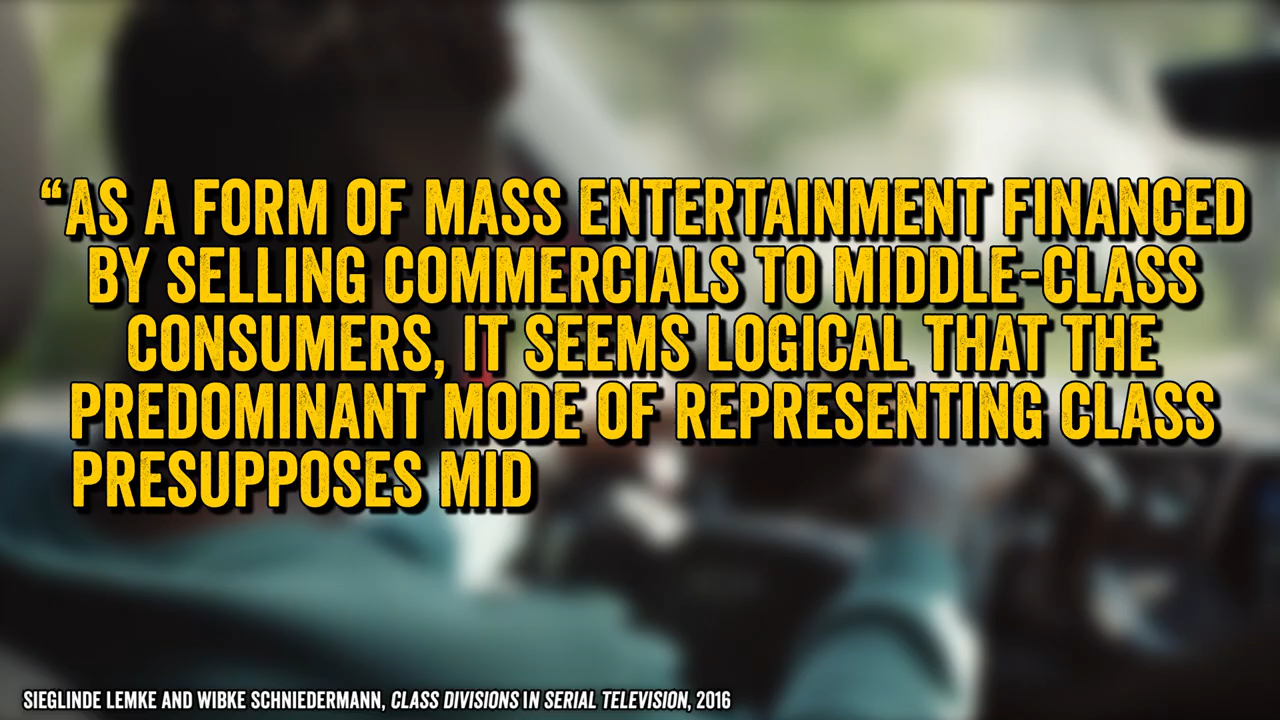 “AS A FORM OF MASS ENTERTAINMENT FINANCED
BY SELLING COMMERCIALS TO MIDDLE-CLASS
CONSUMERS, IT SEEMS LOGICAL THAT THE
PREDOMINANT MODE OF REPRESENTING CLASS
PRESUPPOSES MID
SIEGLINDE LEMKE AND WIBKE SCHNIEDERMANN, CLASS DIVISIONS IN SERIAL TELEVISION, 2016